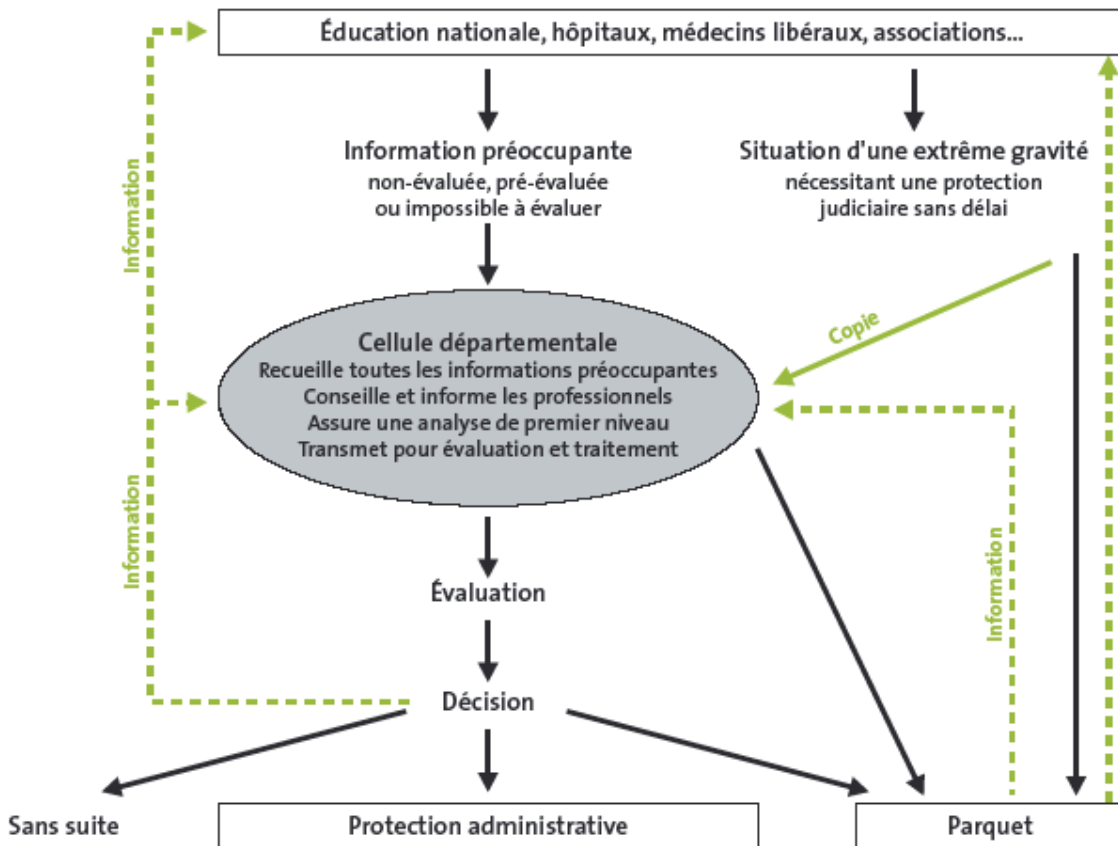 Éducation nationale, hôpitaux, médecins libéraux, associations...
Information préoccupante
non-évaluée, pré-évaluée
ou impossible à évaluer
Situation d'une extrême gravité
nécessitant une protection
judiciaire sans délai
Information
Copie
Cellule départementale
Recueille toutes les informations préoccupantes
Conseille et informe les professionnels
Assure une analyse de premier niveau
Transmet pour évaluation et traitement
Information
Information
Évaluation
Décision
Sans suite
Protection administrative
Parquet